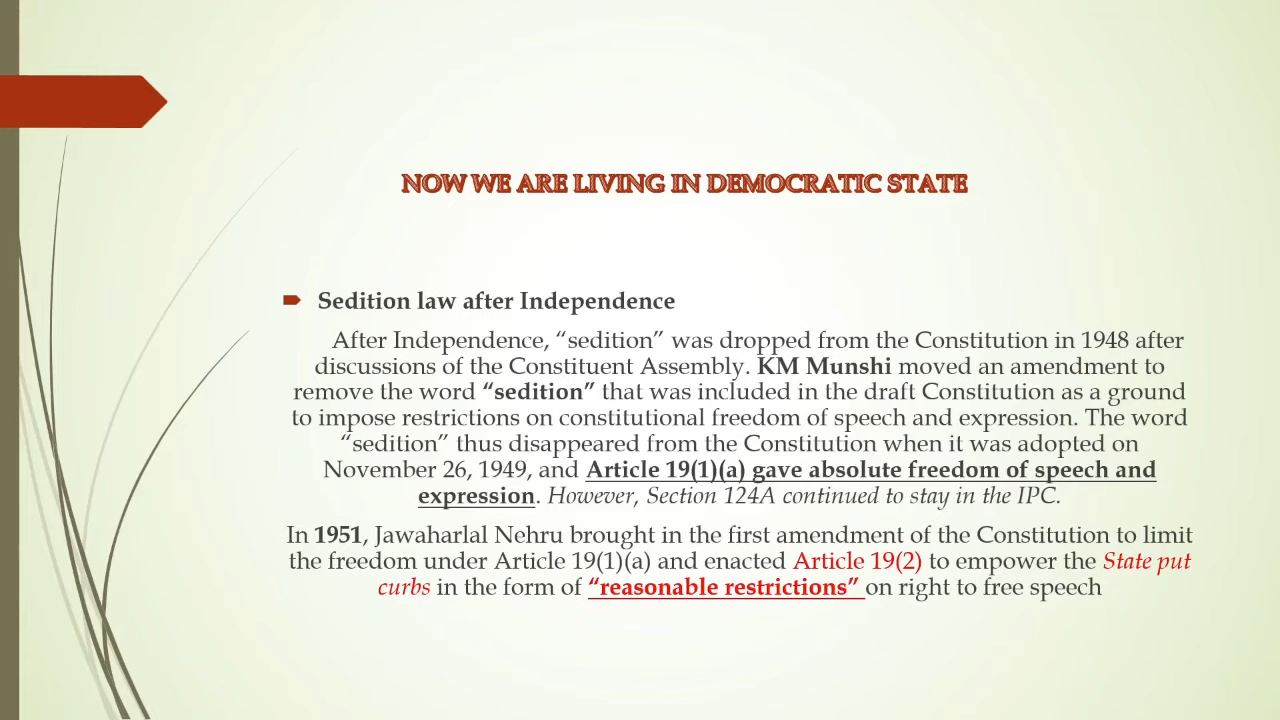 NOW WE ARE LIVING IN DEMOCRATIC STATE
Sedition law after Independence
After Independence, “sedition” was dropped from the Constitution in 1948 after
discussions of the Constituent Assembly. KM Munshi moved an amendment to
remove the word “sedition” that was included in the draft Constitution as a ground
to impose restrictions on constitutional freedom of speech and expression. The word
“sedition” thus disappeared from the Constitution when it was adopted on
November 26, 1949, and Article 19(1)(a) gave absolute freedom of speech and
expression. However, Section 124A continued to stay in the IPC.
In 1951, Jawaharlal Nehru brought in the first amendment of the Constitution to limit
the freedom under Article 19(1)(a) and enacted Article 19(2) to empower the State put
curbs in the form of “reasonable restrictions” on right to free speech